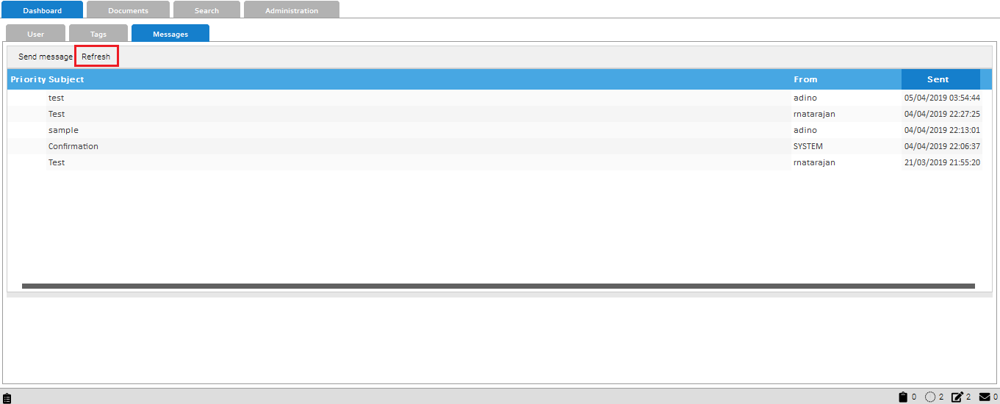 Dashboard Documents Search Administration
User Tags Messages
Send message Refresh
Priority Subject From Sent
test adino 05/04/2019 03:54:44
Test rnatarajan 04/04/2019 22:27:25
sample adino 04/04/2019 22:13:01
Confirmation SYSTEM 04/04/2019 22:06:37
Test rnatarajan 21/03/2019 21:55:20
0 2 2 0